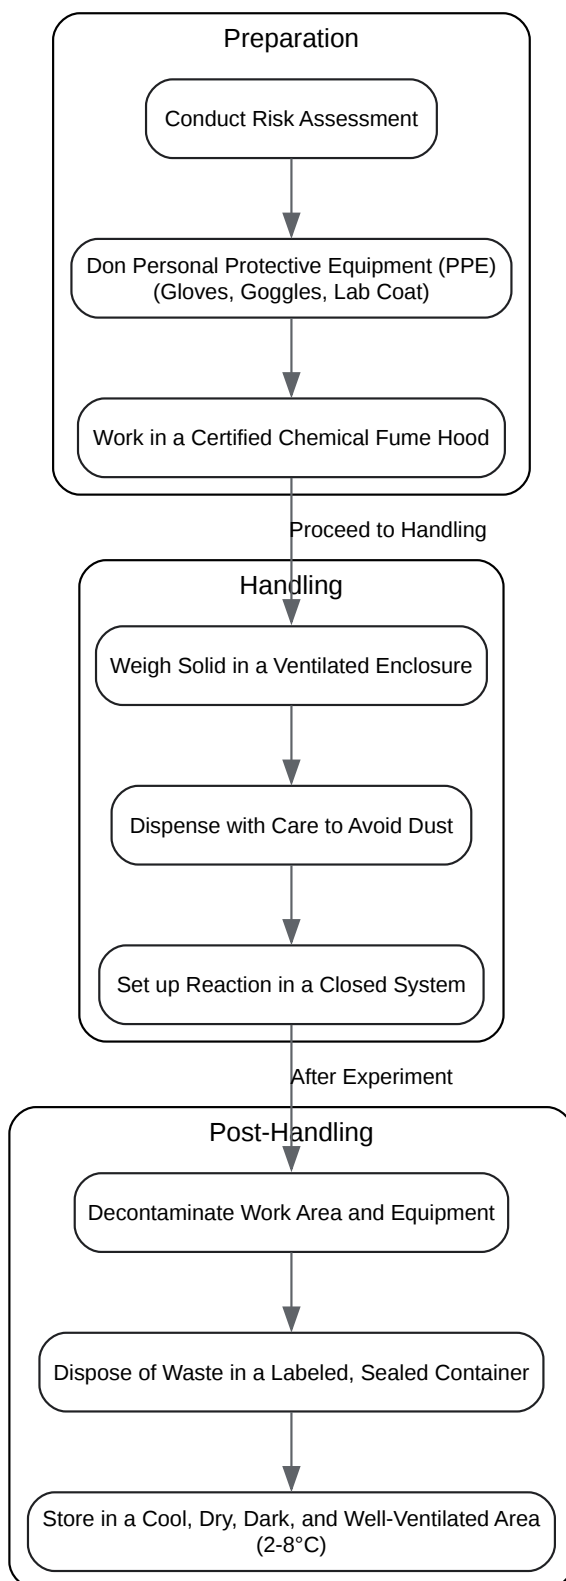 Preparation
Conduct Risk Assessment
Don Personal Protective Equipment (PPE)
(Gloves, Goggles, Lab Coat)
Work in a Certified Chemical Fume Hood
Proceed to Handling
Handling
Weigh Solid in a Ventilated Enclosure
Dispense with Care to Avoid Dust
Set up Reaction in a Closed System
After Experiment
Post-Handling
Decontaminate Work Area and Equipment
Dispose of Waste in a Labeled, Sealed Container
Store in a Cool, Dry, Dark, and Well-Ventilated Area
(2-8°C)